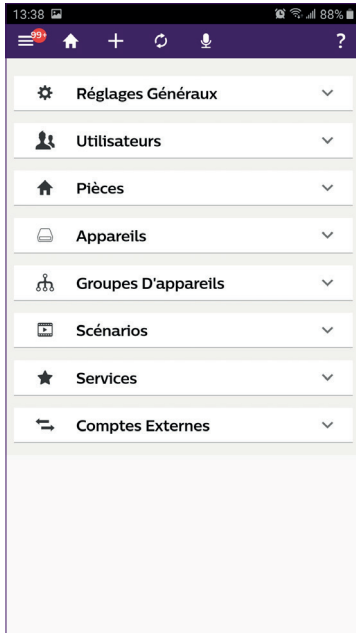 13:38 88%
99+ ?
Réglages Généraux
Utilisateurs
Pièces
Appareils
Groupes D'appareils
Scénarios
Services
Comptes Externes